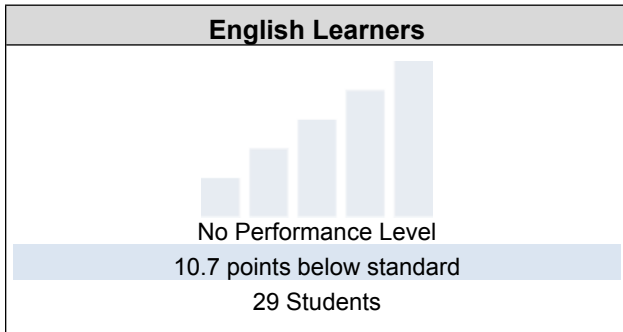 English Learners
No Performance Level
10.7 points below standard
29 Students